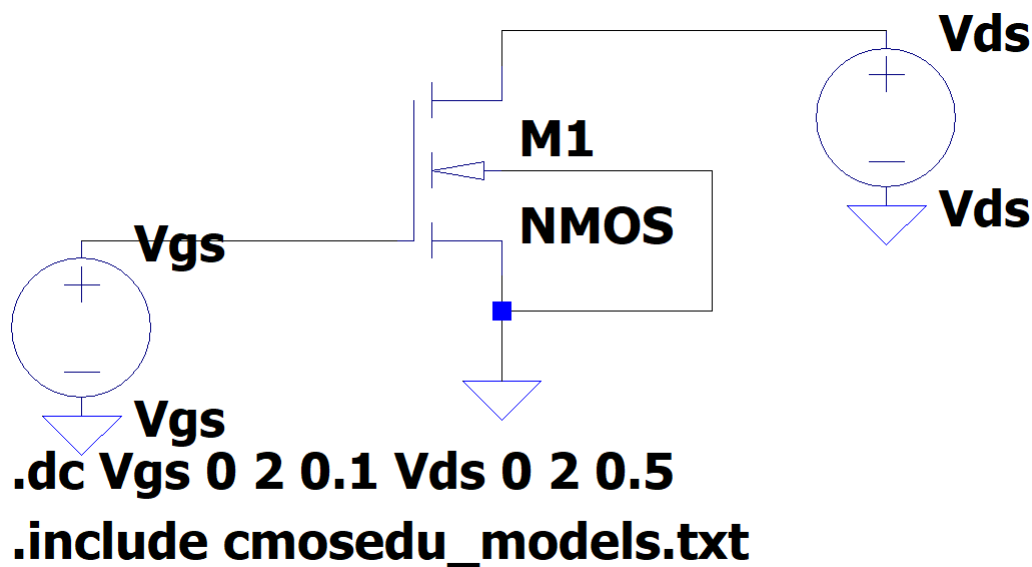 Vds
M1
Vds
NMOS
Vgs
Vgs
.dc Vgs 0 2 0.1 Vds 0 2 0.5
.include cmosedu_models.txt